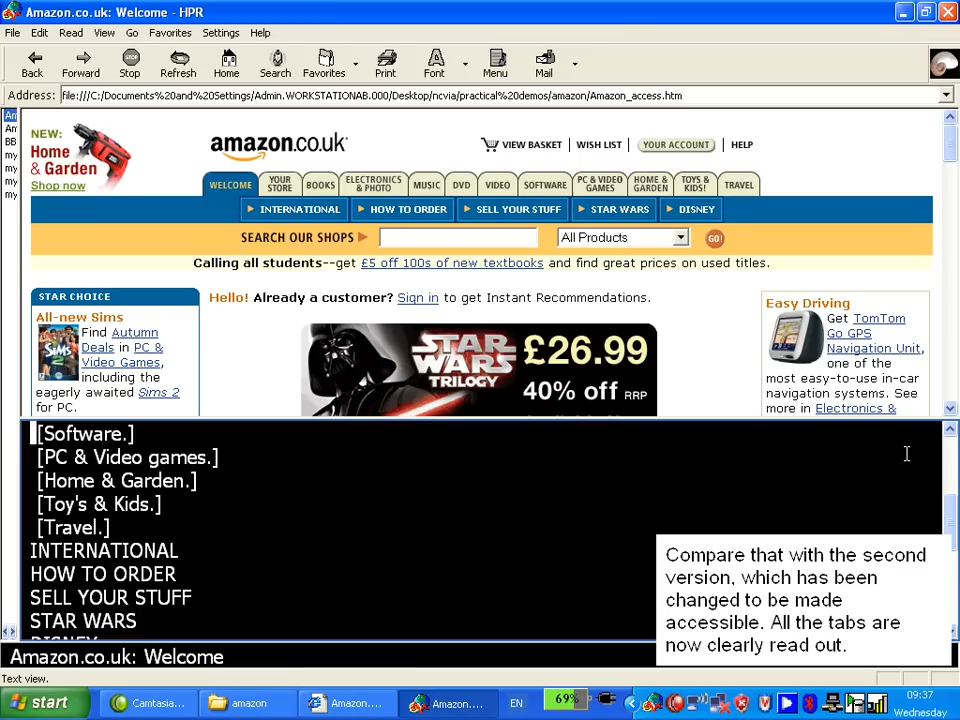 Amazon.co.uk: Welcome - HPR
File Edit Read View Go Favorites Settings Help
Back Forward Stop Refresh Home Search Favorites Print Font Menu Mail
Address: file:///C:/Documents%20and%20Settings/Admin.WORKSTATIONAB.000/Desktop/ncvia/practical%20demos/amazon/Amazon_access.htm
Am
Am
BB
my
my
my
NEW:
Home
& Garden
Shop now
amazon.co.uk
VIEW BASKET | WISH LIST | YOUR ACCOUNT | HELP
WELCOME
YOUR
STORE
BOOKS
ELECTRONICS
& PHOTO
MUSIC
DVD
VIDEO
SOFTWARE
PC & VIDEO
GAMES
HOME &
GARDEN
TOYS &
KIDS!
TRAVEL
INTERNATIONAL HOW TO ORDER SELL YOUR STUFF STAR WARS DISNEY
SEARCH OUR SHOPS All Products GO!
Calling all students--get £5 off 100s of new textbooks and find great prices on used titles.
STAR CHOICE
All-new Sims
Find Autumn
Deals in PC &
Video Games,
including the
eagerly awaited Sims 2
for PC.
Hello! Already a customer? Sign in to get Instant Recommendations.
STAR
WARS
TRILOGY
£26.99
40% off RRP
Easy Driving
Get TomTom
Go GPS
Navigation Unit,
one of the
most easy-to-use in-car
navigation systems. See
more in Electronics &
[Software.]
[PC & Video games.]
[Home & Garden.]
[Toy's & Kids.]
[Travel.]
INTERNATIONAL
HOW TO ORDER
SELL YOUR STUFF
STAR WARS
DISNEY
Compare that with the second
version, which has been
changed to be made
accessible. All the tabs are
now clearly read out.
Amazon.co.uk: Welcome
Text view.
start Camtasia... amazon Amazon.... Amazon.... EN 69% 09:37
Wednesday